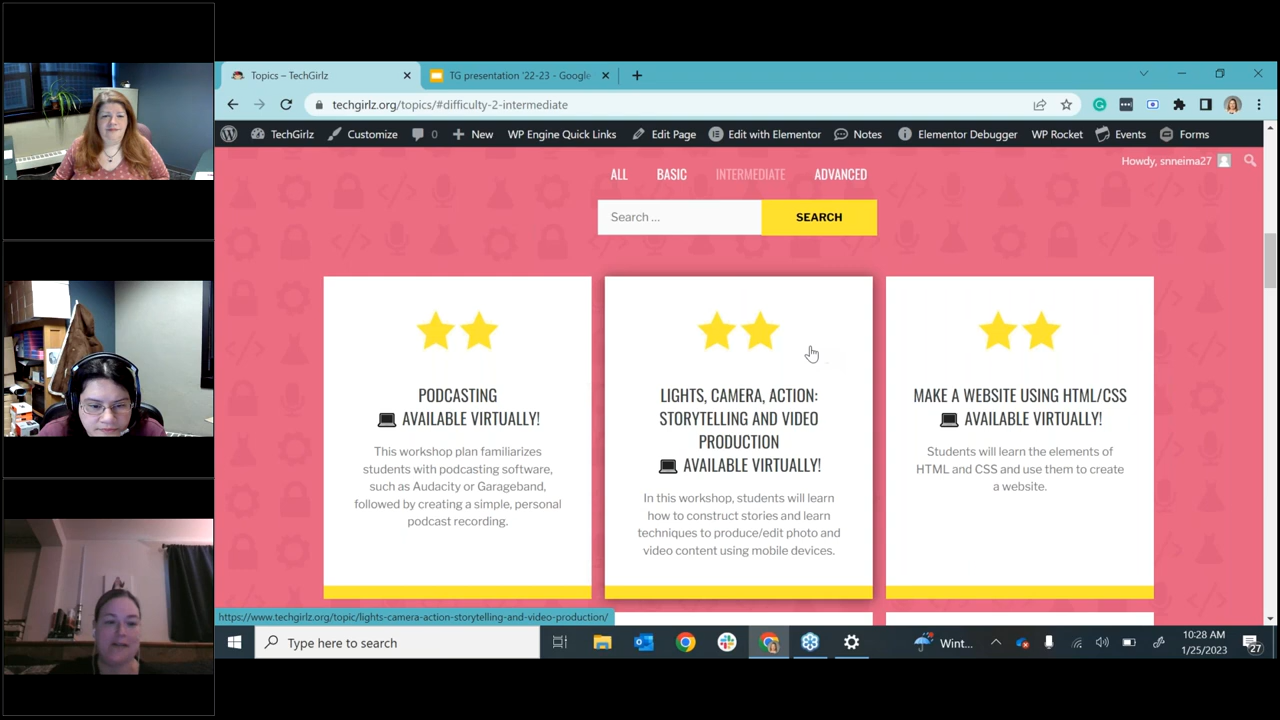 Topics – TechGirlz
TG presentation '22-23 - Google
techgirlz.org/topics/#difficulty-2-intermediate
TechGirlz
Customize
0
New
WP Engine Quick Links
Edit Page
Edit with Elementor
Notes
Elementor Debugger
WP Rocket
Events
Forms
Howdy, snneima27
ALL
BASIC
INTERMEDIATE
ADVANCED
Search ...
SEARCH
PODCASTING
💻 AVAILABLE VIRTUALLY!
This workshop plan familiarizes
students with podcasting software,
such as Audacity or Garageband,
followed by creating a simple, personal
podcast recording.
LIGHTS, CAMERA, ACTION:
STORYTELLING AND VIDEO
PRODUCTION
💻 AVAILABLE VIRTUALLY!
In this workshop, students will learn
how to construct stories and learn
techniques to produce/edit photo and
video content using mobile devices.
MAKE A WEBSITE USING HTML/CSS
💻 AVAILABLE VIRTUALLY!
Students will learn the elements of
HTML and CSS and use them to create
a website.
https://www.techgirlz.org/topic/lights-camera-action-storytelling-and-video-production/
Type here to search
Wint...
10:28 AM
1/25/2023
27